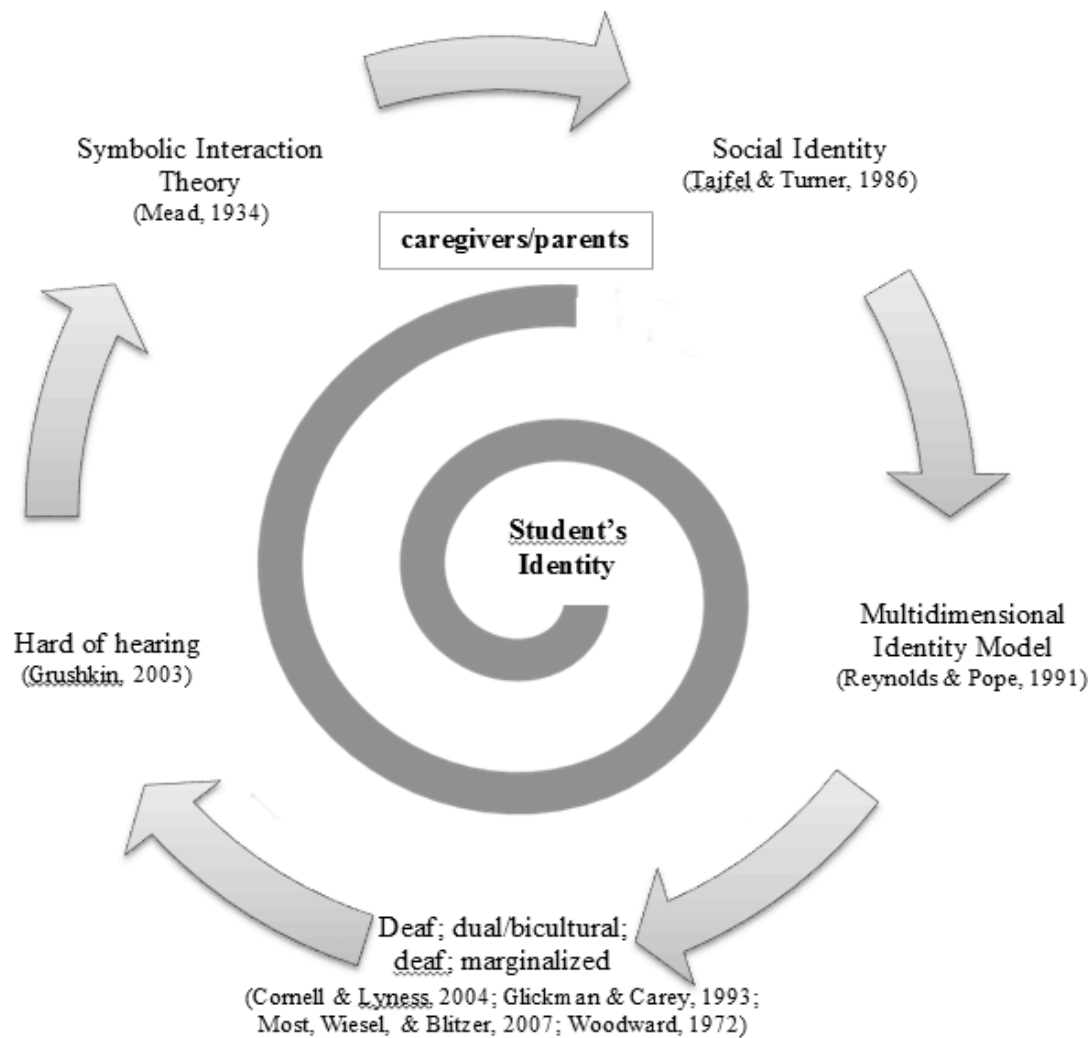 Symbolic Interaction
Theory
(Mead, 1934)
Social Identity
(Tajfel & Turner, 1986)
caregivers/parents
Student's
Identity
Multidimensional
Identity Model
(Reynolds & Pope, 1991)
Hard of hearing
(Grushkin, 2003)
Deaf; dual/bicultural;
deaf; marginalized
(Cornell & Lyness, 2004; Glickman & Carey, 1993;
Most, Wiesel, & Blitzer, 2007; Woodward, 1972)